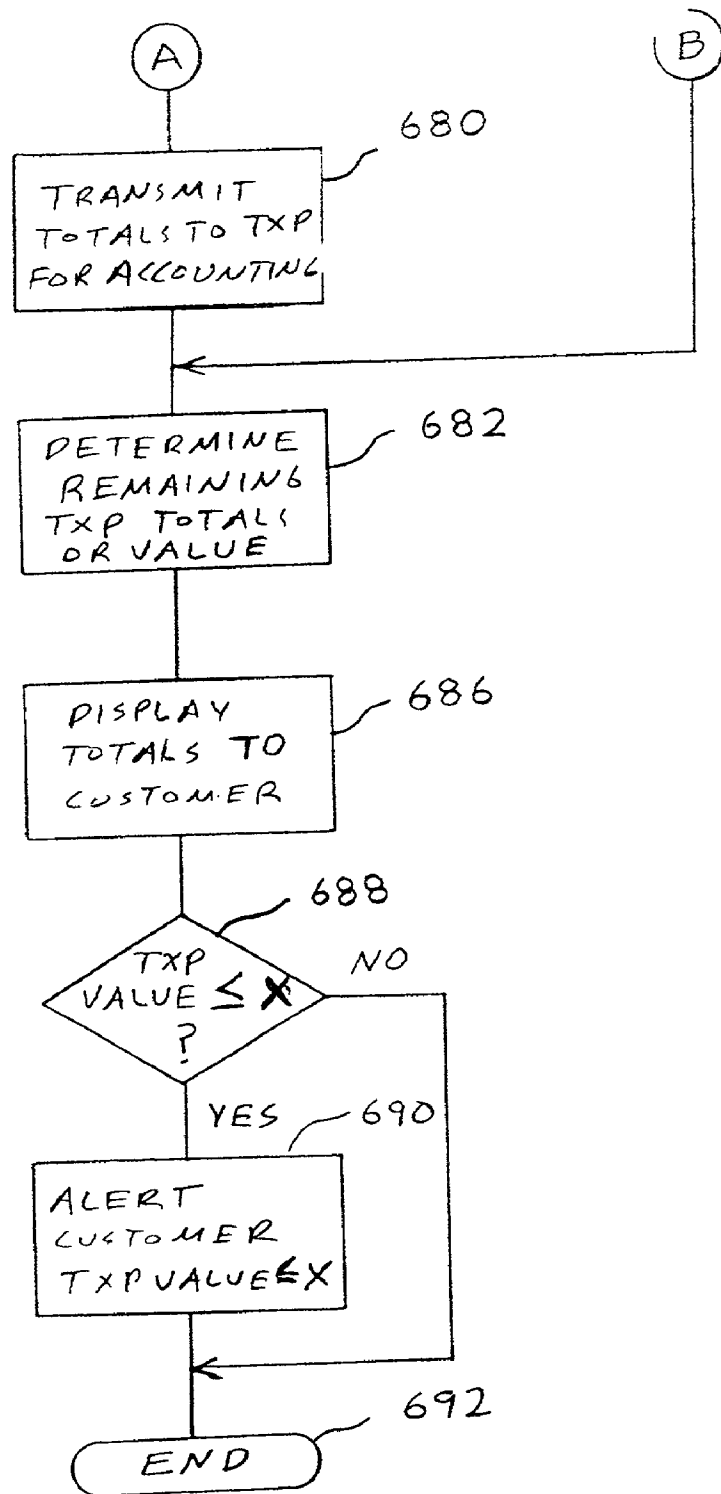 A
B
680
TRANSMIT
TOTALS TO TXP
FOR ACCOUNTING
682
DETERMINE
REMAINING
TXP TOTALS
OR VALUE
686
DISPLAY
TOTALS TO
CUSTOMER
688
TXP
VALUE ≤ X
?
NO
YES
690
ALERT
CUSTOMER
TXP VALUE ≤ X
692
END